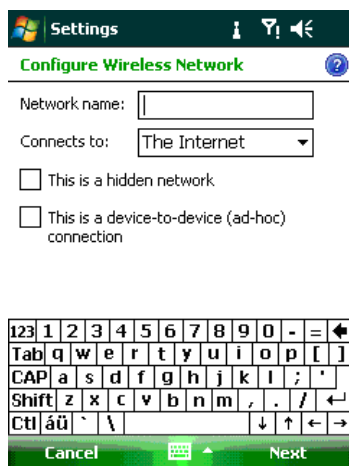 Settings
Configure Wireless Network ?
Network name:
Connects to: The Internet
This is a hidden network
This is a device-to-device (ad-hoc)
connection
123 1 2 3 4 5 6 7 8 9 0 - =
Tab q w e r t y u i o p [ ]
CAP a s d f g h j k l ; '
Shift z x c v b n m , . /
Ctl áü ` \
Cancel Next